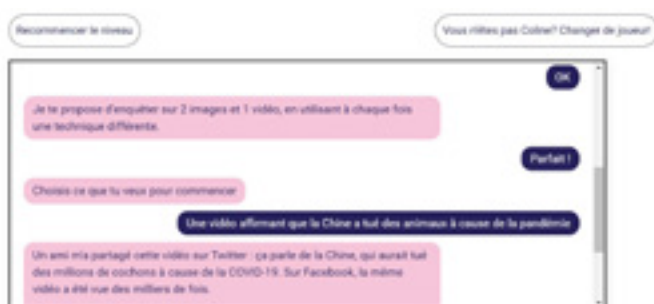 Recommencer le niveau
Vous n'êtes pas Coline? Changer de joueur!
OK
Je te propose d'enquêter sur 2 images et 1 vidéo, en utilisant à chaque fois
une technique différente.
Parfait !
Choisis ce que tu veux pour commencer
Une vidéo affirmant que la Chine a tué des animaux à cause de la pandémie
Un ami m'a partagé cette vidéo sur Twitter : ça parle de la Chine, qui aurait tué
des millions de cochons à cause de la COVID-19. Sur Facebook, la même
vidéo a été vue des milliers de fois.